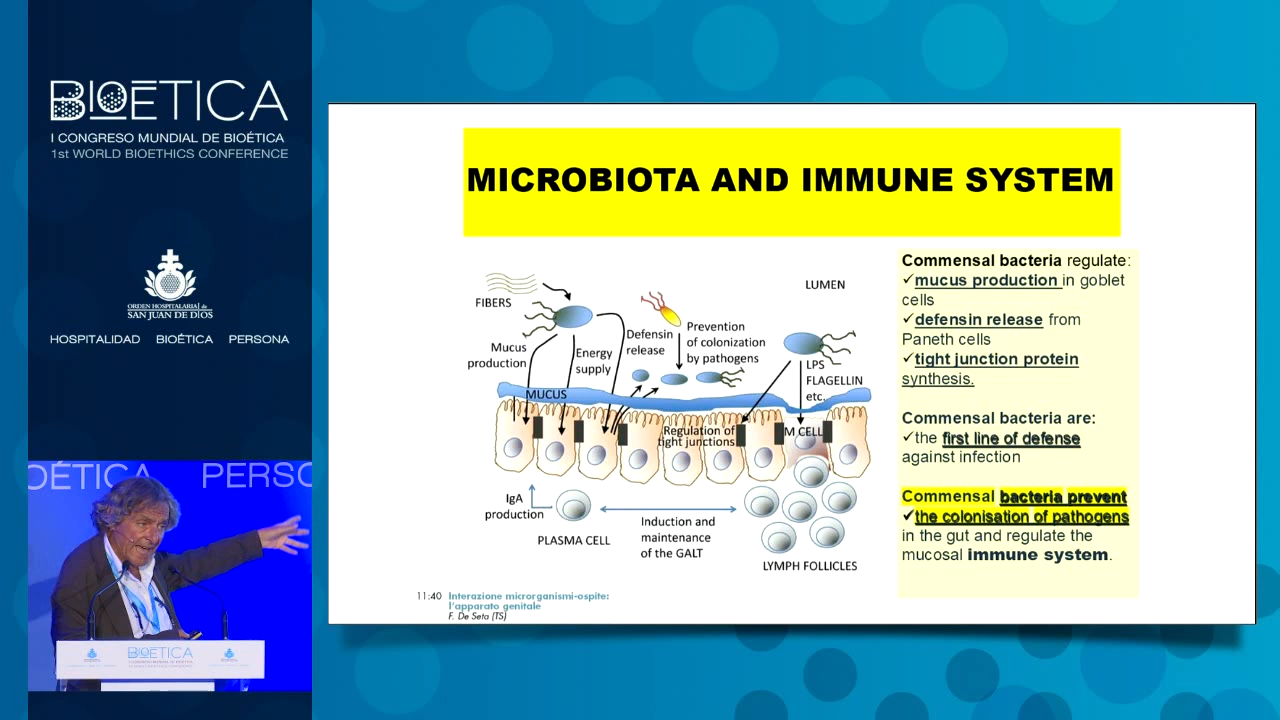 BIOÉTICA
I CONGRESO MUNDIAL DE BIOÉTICA
1st WORLD BIOETHICS CONFERENCE
ORDEN HOSPITALARIA de
SAN JUAN DE DIOS
HOSPITALIDAD BIOÉTICA PERSONA
OÉTICA PERSO
BIOÉTICA
MICROBIOTA AND IMMUNE SYSTEM
FIBERS
LUMEN
Mucus
production
Energy
supply
Defensin
release
Prevention
of colonization
by pathogens
LPS
FLAGELLIN
etc.
MUCUS
Regulation of
tight junctions
M CELL
IgA
production
PLASMA CELL
Induction and
maintenance
of the GALT
LYMPH FOLLICLES
11:40 Interazione microrganismi-ospite:
l'apparato genitale
F. De Seta (TS)
Commensal bacteria regulate:
✓mucus production in goblet
cells
✓defensin release from
Paneth cells
✓tight junction protein
synthesis.
Commensal bacteria are:
✓the first line of defense
against infection
Commensal bacteria prevent
✓the colonisation of pathogens
in the gut and regulate the
mucosal immune system.